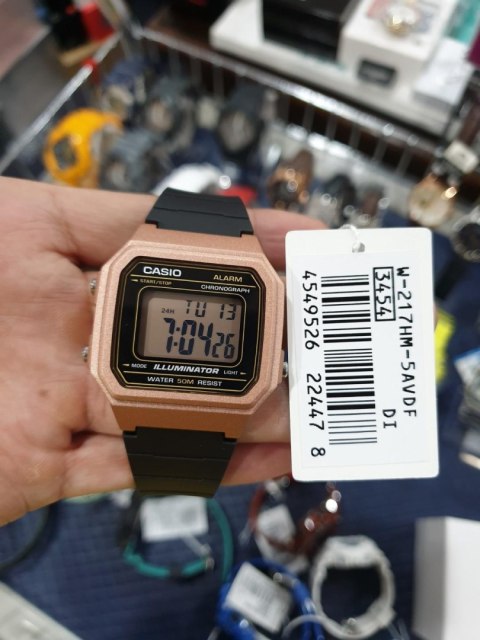 CASIO
ALARM
CHRONOGRAPH
START/STOP
TU 13
24H
7:04 26
MODE ILLUMINATOR LIGHT
WATER 50M RESIST
W-217HM-5AVDF
3454 DI
4549526 22447 8